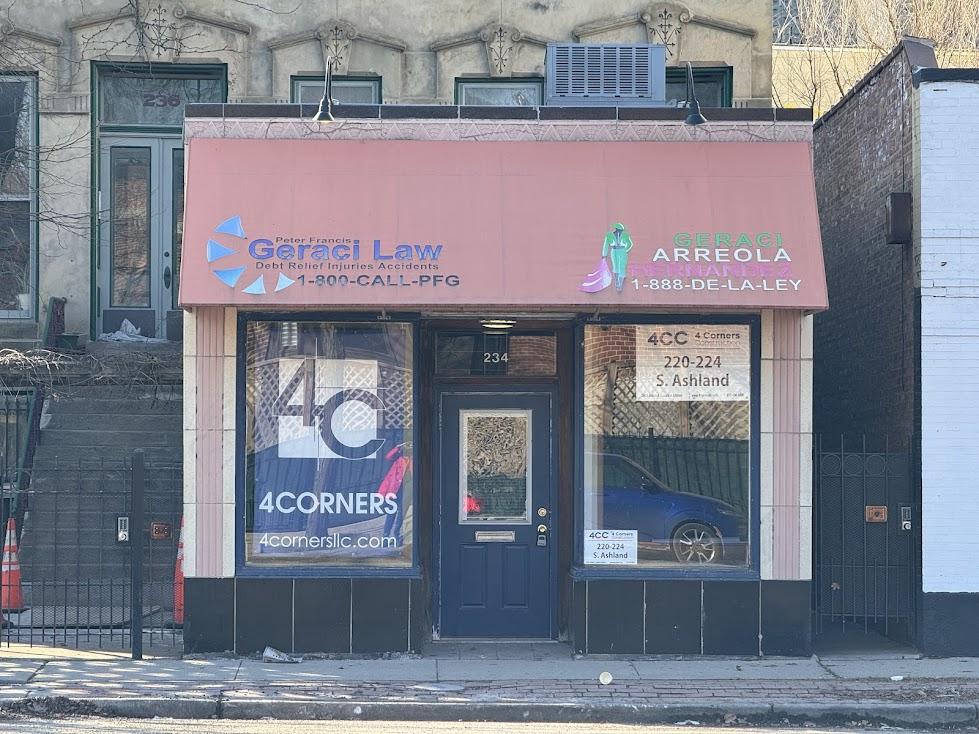 236
Peter Francis
Geraci Law
Debt Relief Injuries Accidents
1-800-CALL-PFG
GERACI
ARREOLA
HERNANDEZ
1-888-DE-LA-LEY
234
4C
4CORNERS
4cornersllc.com
4CC 4 Corners
220-224
S. Ashland
4CC 4 Corners
220-224
S. Ashland